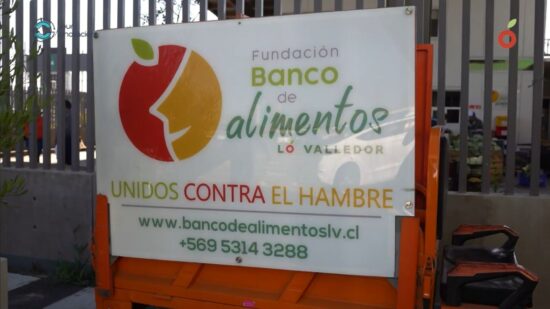 Fundación
Banco
de
alimentos
LO VALLEDOR
UNIDOS CONTRA EL HAMBRE
www.bancodealimentoslv.cl
+569 5314 3288